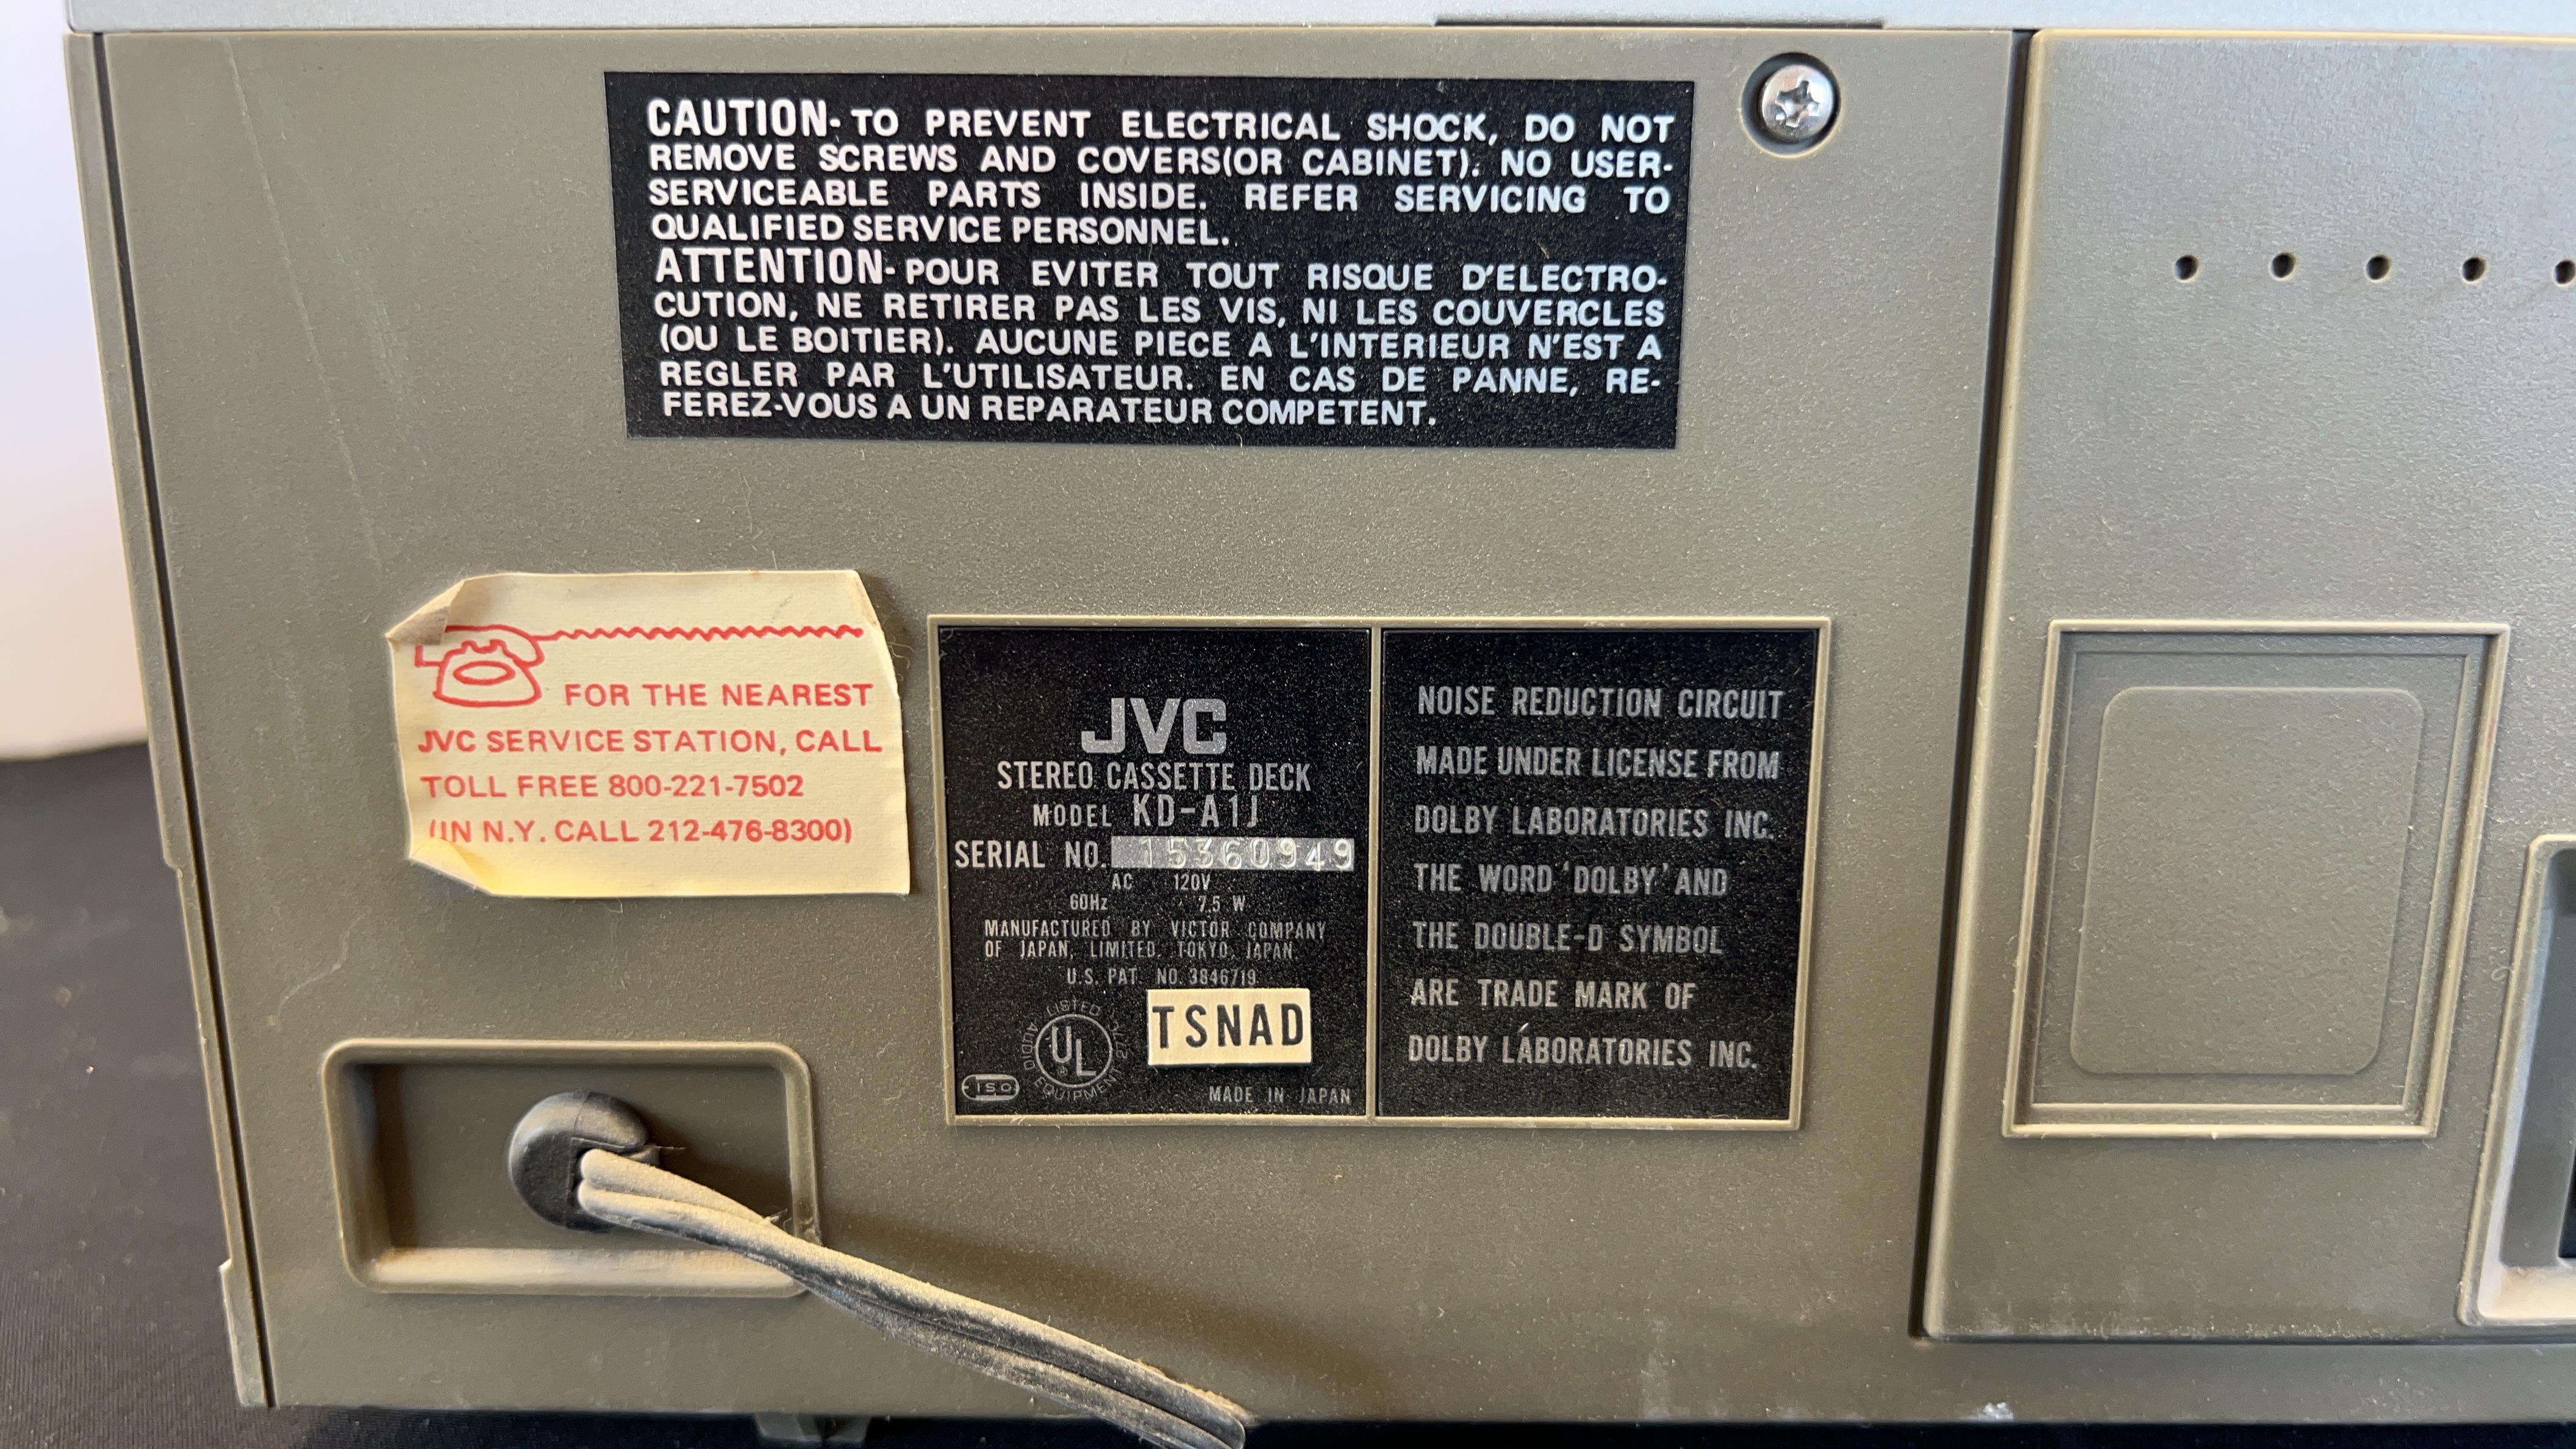 CAUTION- TO PREVENT ELECTRICAL SHOCK, DO NOT
REMOVE SCREWS AND COVERS(OR CABINET). NO USER-
SERVICEABLE PARTS INSIDE. REFER SERVICING TO
QUALIFIED SERVICE PERSONNEL.
ATTENTION- POUR EVITER TOUT RISQUE D'ELECTRO-
CUTION, NE RETIRER PAS LES VIS, NI LES COUVERCLES
(OU LE BOITIER). AUCUNE PIECE A L'INTERIEUR N'EST A
REGLER PAR L'UTILISATEUR. EN CAS DE PANNE, RE-
FEREZ-VOUS A UN REPARATEUR COMPETENT.
FOR THE NEAREST
JVC SERVICE STATION, CALL
TOLL FREE 800-221-7502
(IN N.Y. CALL 212-476-8300)
JVC
STEREO CASSETTE DECK
MODEL KD-A1J
SERIAL NO. 15360949
AC 120V
60Hz 7.5 W
MANUFACTURED BY VICTOR COMPANY
OF JAPAN, LIMITED, TOKYO, JAPAN
U.S. PAT NO. 3846719
LISTED
UL
AUDIO EQUIPMENT
TSNAD
ISO
MADE IN JAPAN
NOISE REDUCTION CIRCUIT
MADE UNDER LICENSE FROM
DOLBY LABORATORIES INC.
THE WORD 'DOLBY' AND
THE DOUBLE-D SYMBOL
ARE TRADE MARK OF
DOLBY LABORATORIES INC.